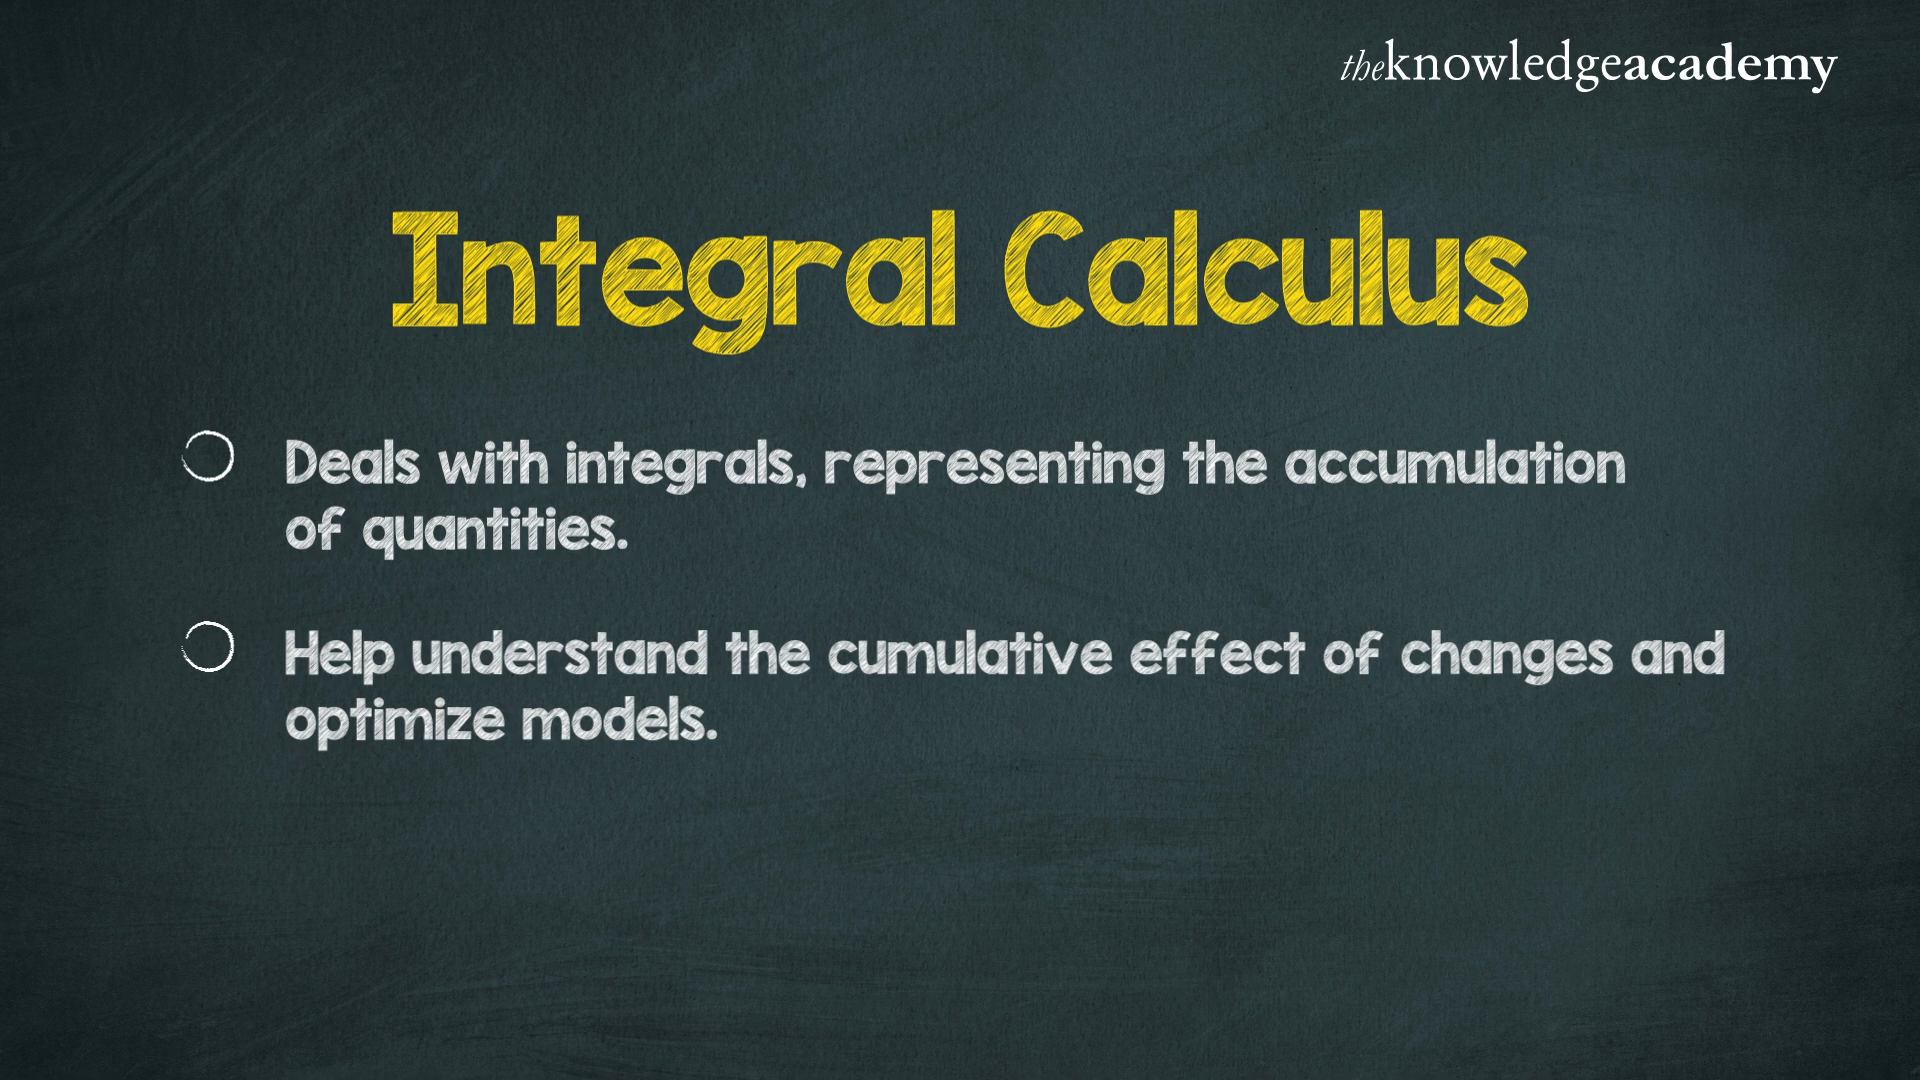 theknowledgeacademy
Integral Calculus
Deals with integrals, representing the accumulation
of quantities.
Help understand the cumulative effect of changes and
optimize models.